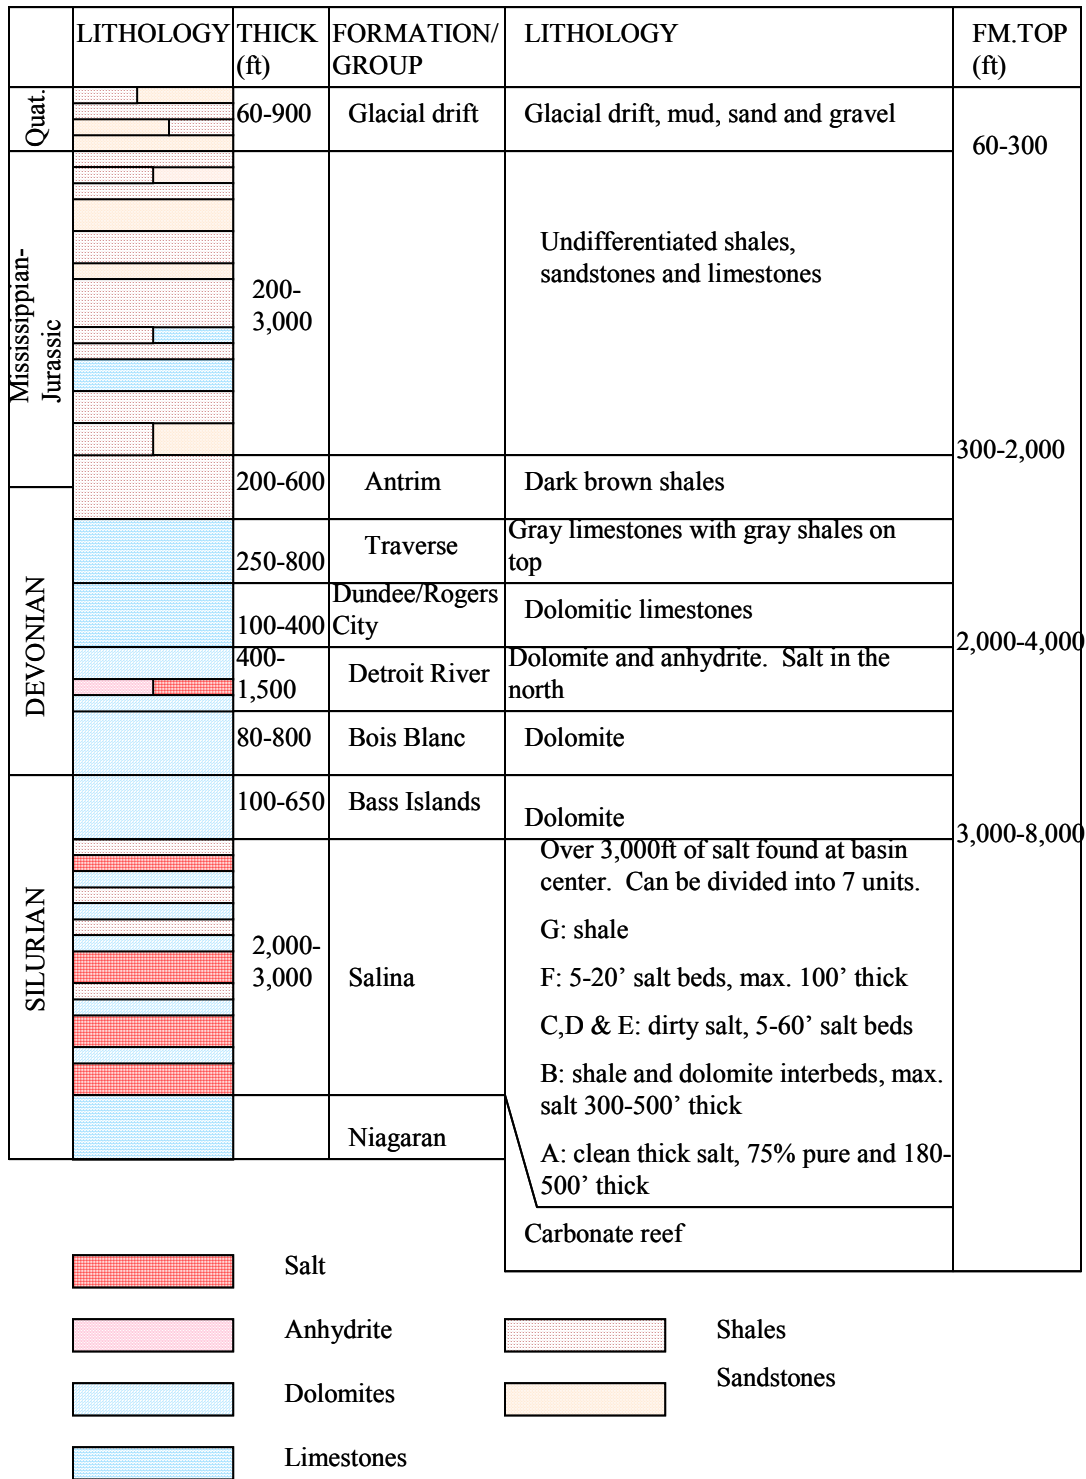 LITHOLOGY
THICK
(ft)
FORMATION/
GROUP
LITHOLOGY
FM.TOP
(ft)
Quat.
60-900
Glacial drift
Glacial drift, mud, sand and gravel
60-300
Mississippian-
Jurassic
200-
3,000
Undifferentiated shales,
sandstones and limestones
300-2,000
DEVONIAN
200-600
Antrim
Dark brown shales
250-800
Traverse
Gray limestones with gray shales on
top
100-400
Dundee/Rogers
City
Dolomitic limestones
2,000-4,000
400-
1,500
Detroit River
Dolomite and anhydrite.  Salt in the
north
80-800
Bois Blanc
Dolomite
SILURIAN
100-650
Bass Islands
Dolomite
3,000-8,000
2,000-
3,000
Salina
Over 3,000ft of salt found at basin
center.  Can be divided into 7 units.
G: shale
F: 5-20’ salt beds, max. 100’ thick
C,D & E: dirty salt, 5-60’ salt beds
B: shale and dolomite interbeds, max.
salt 300-500’ thick
A: clean thick salt, 75% pure and 180-
500’ thick
Niagaran
Carbonate reef
Salt
Anhydrite
Dolomites
Limestones
Shales
Sandstones